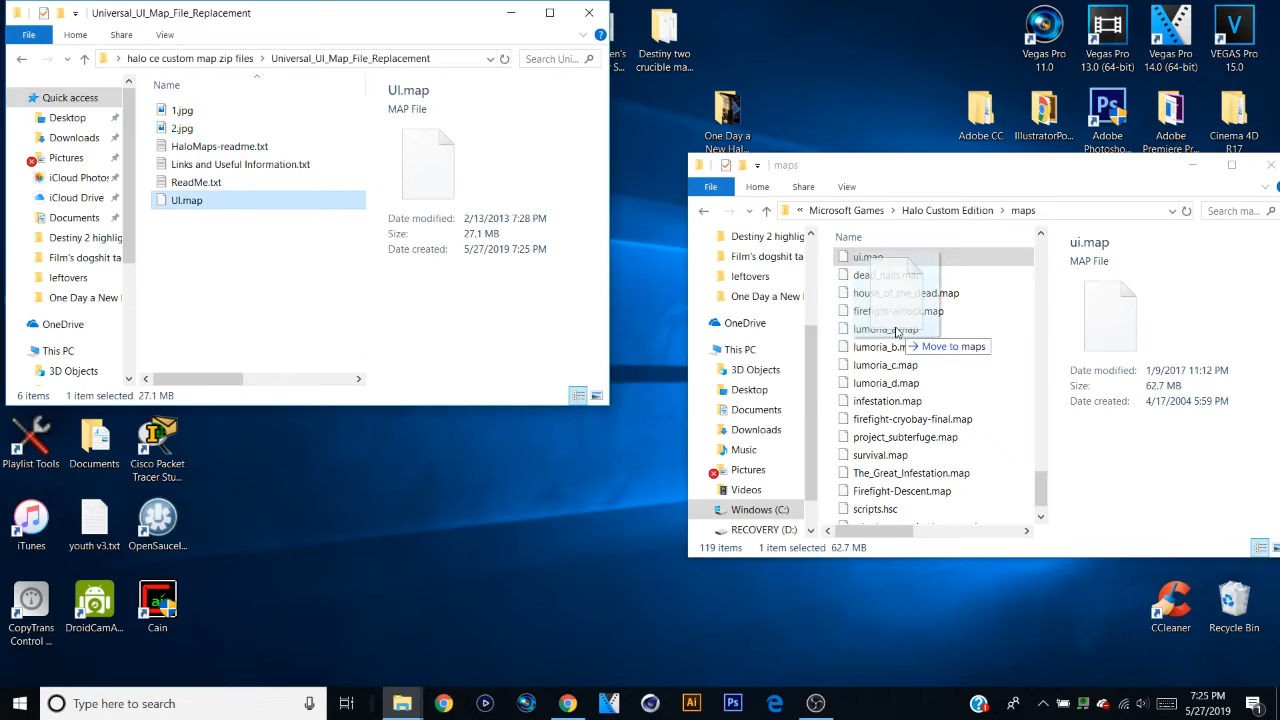 Universal_UI_Map_File_Replacement
File
Home
Share
View
halo ce custom map zip files
Universal_UI_Map_File_Replacement
Search Uni...
Quick access
Desktop
Downloads
Pictures
iCloud Photos
iCloud Drive
Documents
Destiny 2 highlig
Film's dogshit ta
leftovers
One Day a New H
OneDrive
This PC
3D Objects
Name
1.jpg
2.jpg
HaloMaps-readme.txt
Links and Useful Information.txt
ReadMe.txt
UI.map
UI.map
MAP File
Date modified: 2/13/2013 7:28 PM
Size: 27.1 MB
Date created: 5/27/2019 7:25 PM
6 items
1 item selected 27.1 MB
Destiny two
crucible ma...
One Day a
New Hal...
Vegas Pro
11.0
Vegas Pro
13.0 (64-bit)
Vegas Pro
14.0 (64-bit)
VEGAS Pro
15.0
Adobe CC
IllustratorPo...
Adobe
Photosho...
Adobe
Premiere Pr...
Cinema 4D
R17
maps
File
Home
Share
View
«
Microsoft Games
Halo Custom Edition
maps
Search ma...
Destiny 2 highlig
Film's dogshit ta
leftovers
One Day a New H
OneDrive
This PC
3D Objects
Desktop
Documents
Downloads
Music
Pictures
Videos
Windows (C:)
RECOVERY (D:)
Name
ui.map
dead_halls.map
house_of_the_dead.map
firefight-airlock.map
lumoria_a.map
lumoria_b.m
Move to maps
lumoria_c.map
lumoria_d.map
infestation.map
firefight-cryobay-final.map
project_subterfuge.map
survival.map
The_Great_Infestation.map
Firefight-Descent.map
scripts.hsc
ui.map
MAP File
Date modified: 1/9/2017 11:12 PM
Size: 62.7 MB
Date created: 4/17/2004 5:59 PM
119 items
1 item selected 62.7 MB
Playlist Tools
Documents
Cisco Packet
Tracer Stu...
iTunes
youth v3.txt
OpenSaucel...
CopyTrans
Control ...
DroidCamA...
Cain
CCleaner
Recycle Bin
Type here to search
7:25 PM
5/27/2019